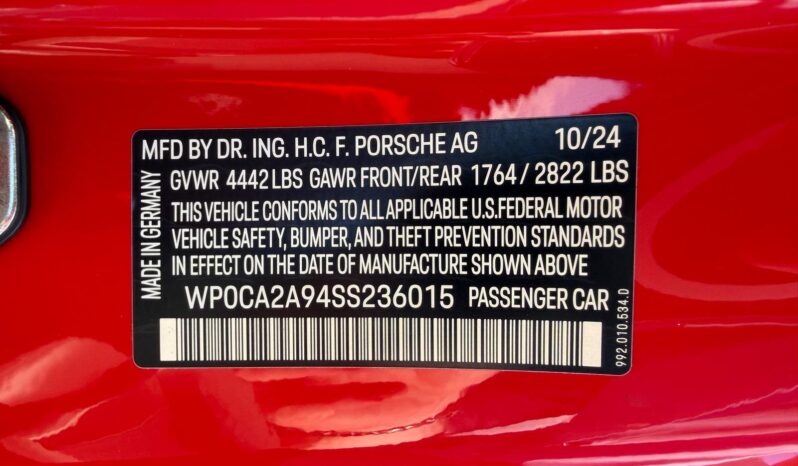 MFD BY DR. ING. H.C. F. PORSCHE AG 10/24
GVWR 4442 LBS GAWR FRONT/REAR 1764 / 2822 LBS
THIS VEHICLE CONFORMS TO ALL APPLICABLE U.S.FEDERAL MOTOR
VEHICLE SAFETY, BUMPER, AND THEFT PREVENTION STANDARDS
IN EFFECT ON THE DATE OF MANUFACTURE SHOWN ABOVE
WP0CA2A94SS236015 PASSENGER CAR
MADE IN GERMANY
992.010.534.0